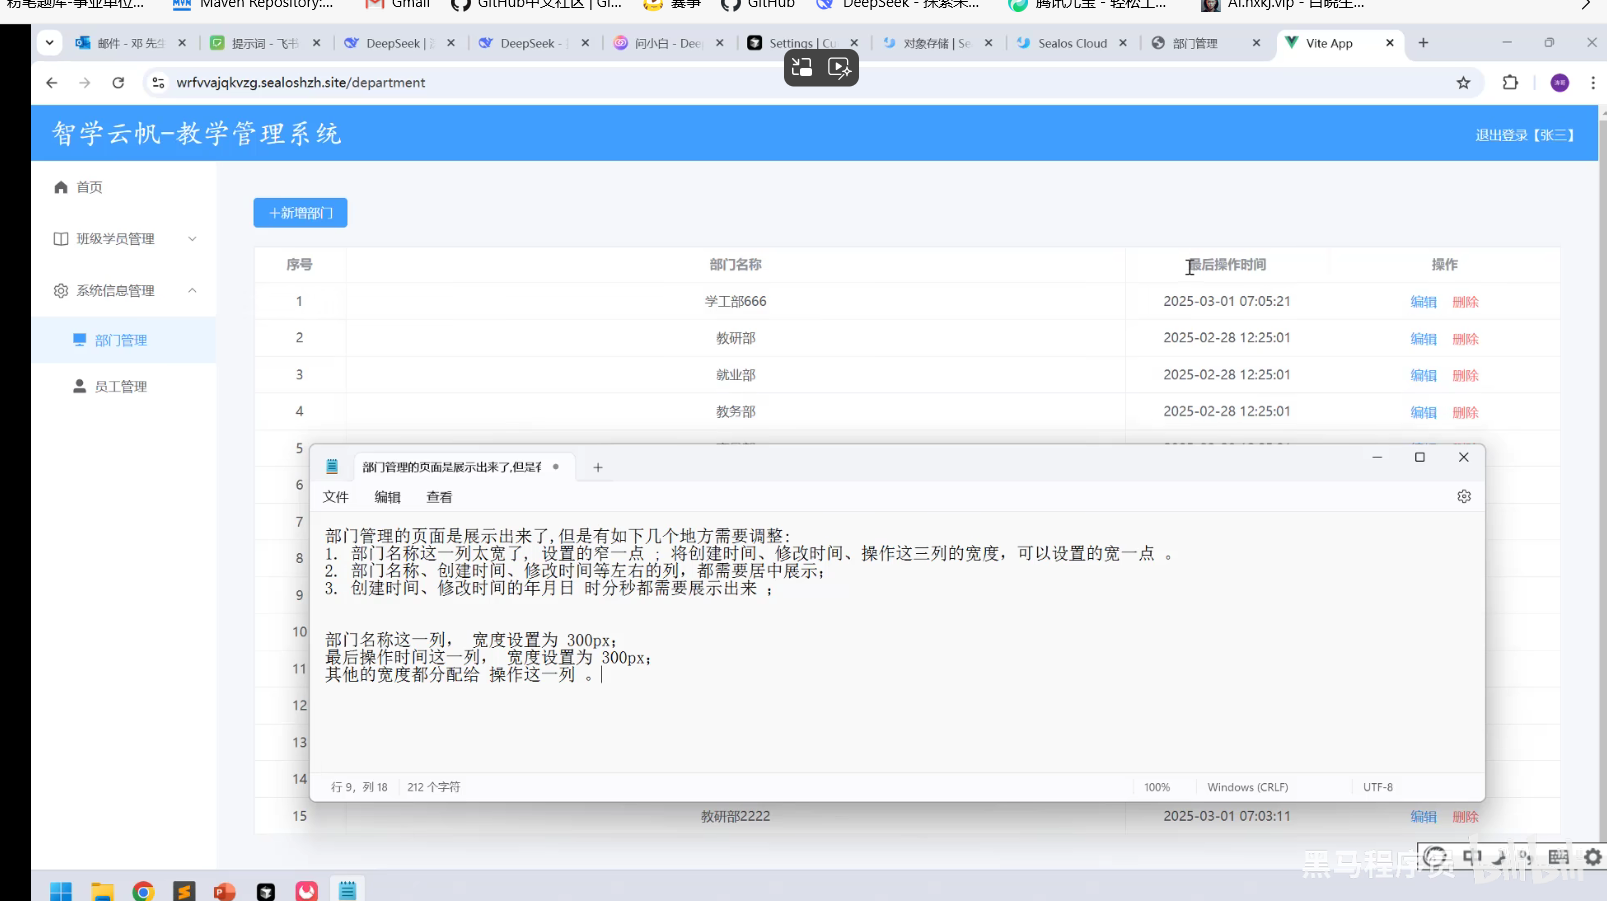 Maven Repository:...
Gmail
GitHub中文社区 | Gi...
赛事
GitHub
DeepSeek - 探索未...
腾讯元宝 - 轻松工...
AI.hxkj.vip - 白晓生...
邮件 - 邓 先生
提示词 - 飞书
DeepSeek
DeepSeek -
问小白 - Dee
Settings | Cu
对象存储 | Se
Sealos Cloud
部门管理
Vite App
wrfvvajqkvzg.sealoshzh.site/department
智学云帆-教学管理系统
退出登录【张三】
首页
班级学员管理
系统信息管理
部门管理
员工管理
+新增部门
序号 部门名称 最后操作时间 操作
1 学工部666 2025-03-01 07:05:21 编辑 删除
2 教研部 2025-02-28 12:25:01 编辑 删除
3 就业部 2025-02-28 12:25:01 编辑 删除
4 教务部 2025-02-28 12:25:01 编辑 删除
5
6
7
8
9
10
11
12
13
14
15 教研部2222 2025-03-01 07:03:11 编辑 删除
部门管理的页面是展示出来了,但是有
文件 编辑 查看
部门管理的页面是展示出来了,但是有如下几个地方需要调整:
1. 部门名称这一列太宽了, 设置的窄一点 ; 将创建时间、修改时间、操作这三列的宽度, 可以设置的宽一点 。
2. 部门名称、创建时间、修改时间等左右的列, 都需要居中展示;
3. 创建时间、修改时间的年月日 时分秒都需要展示出来 ;
部门名称这一列, 宽度设置为 300px;
最后操作时间这一列, 宽度设置为 300px;
其他的宽度都分配给 操作这一列 。
行 9, 列 18 212 个字符 100% Windows (CRLF) UTF-8
黑马程序员
bilibili
中